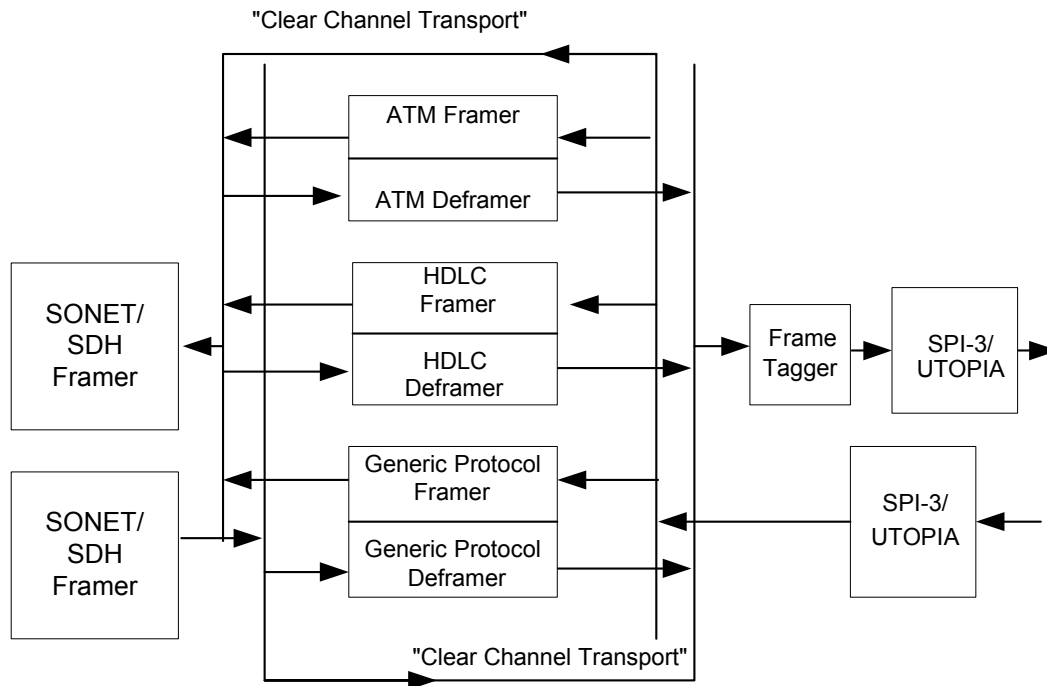 "Clear Channel Transport"
ATM Framer
ATM Deframer
HDLC
Framer
HDLC
Deframer
Generic Protocol
Framer
Generic Protocol
Deframer
SONET/
SDH
Framer
SONET/
SDH
Framer
Frame
Tagger
SPI-3/
UTOPIA
SPI-3/
UTOPIA
"Clear Channel Transport"